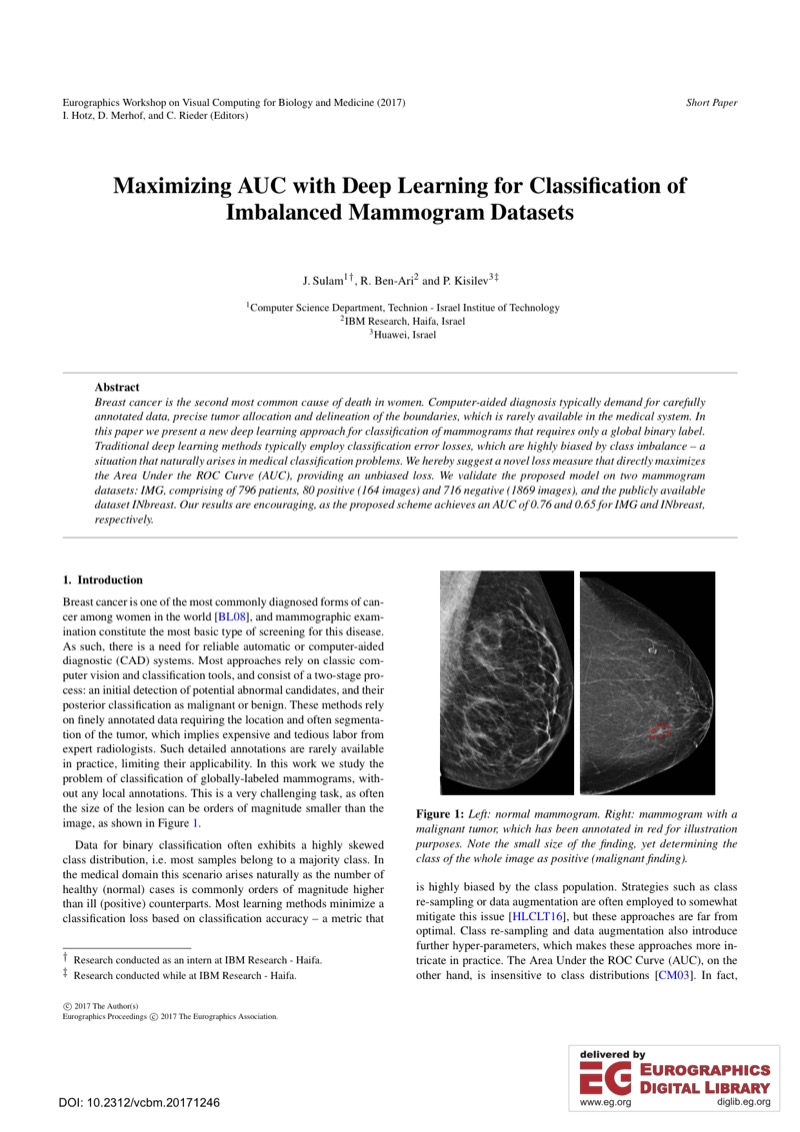 Eurographics Workshop on Visual Computing for Biology and Medicine (2017)
I. Hotz, D. Merhof, and C. Rieder (Editors)
Short Paper
Maximizing AUC with Deep Learning for Classification of
Imbalanced Mammogram Datasets
J. Sulam1†, R. Ben-Ari2 and P. Kisilev3‡
1Computer Science Department, Technion - Israel Institue of Technology
2IBM Research, Haifa, Israel
3Huawei, Israel
Abstract
Breast cancer is the second most common cause of death in women. Computer-aided diagnosis typically demand for carefully
annotated data, precise tumor allocation and delineation of the boundaries, which is rarely available in the medical system. In
this paper we present a new deep learning approach for classification of mammograms that requires only a global binary label.
Traditional deep learning methods typically employ classification error losses, which are highly biased by class imbalance – a
situation that naturally arises in medical classification problems. We hereby suggest a novel loss measure that directly maximizes
the Area Under the ROC Curve (AUC), providing an unbiased loss. We validate the proposed model on two mammogram
datasets: IMG, comprising of 796 patients, 80 positive (164 images) and 716 negative (1869 images), and the publicly available
dataset INbreast. Our results are encouraging, as the proposed scheme achieves an AUC of 0.76 and 0.65 for IMG and INbreast,
respectively.
1. Introduction
Breast cancer is one of the most commonly diagnosed forms of can-
cer among women in the world [BL08], and mammographic exam-
ination constitute the most basic type of screening for this disease.
As such, there is a need for reliable automatic or computer-aided
diagnostic (CAD) systems. Most approaches rely on classic com-
puter vision and classification tools, and consist of a two-stage pro-
cess: an initial detection of potential abnormal candidates, and their
posterior classification as malignant or benign. These methods rely
on finely annotated data requiring the location and often segmenta-
tion of the tumor, which implies expensive and tedious labor from
expert radiologists. Such detailed annotations are rarely available
in practice, limiting their applicability. In this work we study the
problem of classification of globally-labeled mammograms, with-
out any local annotations. This is a very challenging task, as often
the size of the lesion can be orders of magnitude smaller than the
image, as shown in Figure 1.
Data for binary classification often exhibits a highly skewed
class distribution, i.e. most samples belong to a majority class. In
the medical domain this scenario arises naturally as the number of
healthy (normal) cases is commonly orders of magnitude higher
than ill (positive) counterparts. Most learning methods minimize a
classification loss based on classification accuracy – a metric that
† Research conducted as an intern at IBM Research - Haifa.
‡ Research conducted while at IBM Research - Haifa.
© 2017 The Author(s)
Eurographics Proceedings © 2017 The Eurographics Association.
Figure 1: Left: normal mammogram. Right: mammogram with a
malignant tumor, which has been annotated in red for illustration
purposes. Note the small size of the finding, yet determining the
class of the whole image as positive (malignant finding).
is highly biased by the class population. Strategies such as class
re-sampling or data augmentation are often employed to somewhat
mitigate this issue [HLCLT16], but these approaches are far from
optimal. Class re-sampling and data augmentation also introduce
further hyper-parameters, which makes these approaches more in-
tricate in practice. The Area Under the ROC Curve (AUC), on the
other hand, is insensitive to class distributions [CM03]. In fact,
delivered by
EG EUROGRAPHICS
DIGITAL LIBRARY
www.eg.org diglib.eg.org
DOI: 10.2312/vcbm.20171246